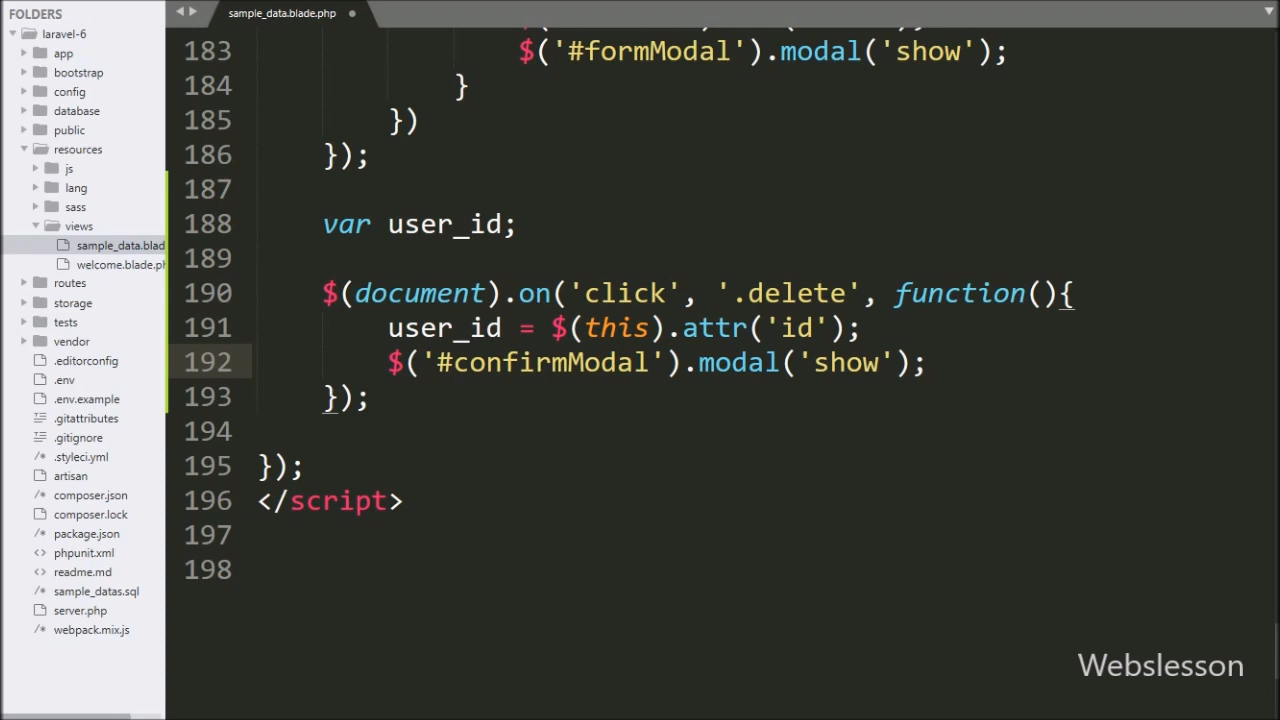 FOLDERS
laravel-6
app
bootstrap
config
database
public
resources
js
lang
sass
views
sample_data.blad
welcome.blade.ph
routes
storage
tests
vendor
.editorconfig
.env
.env.example
.gitattributes
.gitignore
.styleci.yml
artisan
composer.json
composer.lock
package.json
phpunit.xml
readme.md
sample_datas.sql
server.php
webpack.mix.js
sample_data.blade.php
183 $('#formModal').modal('show');
184 }
185 })
186 });
187
188 var user_id;
189
190 $(document).on('click', '.delete', function(){
191 user_id = $(this).attr('id');
192 $('#confirmModal').modal('show');
193 });
194
195 });
196 </script>
197
198
Webslesson